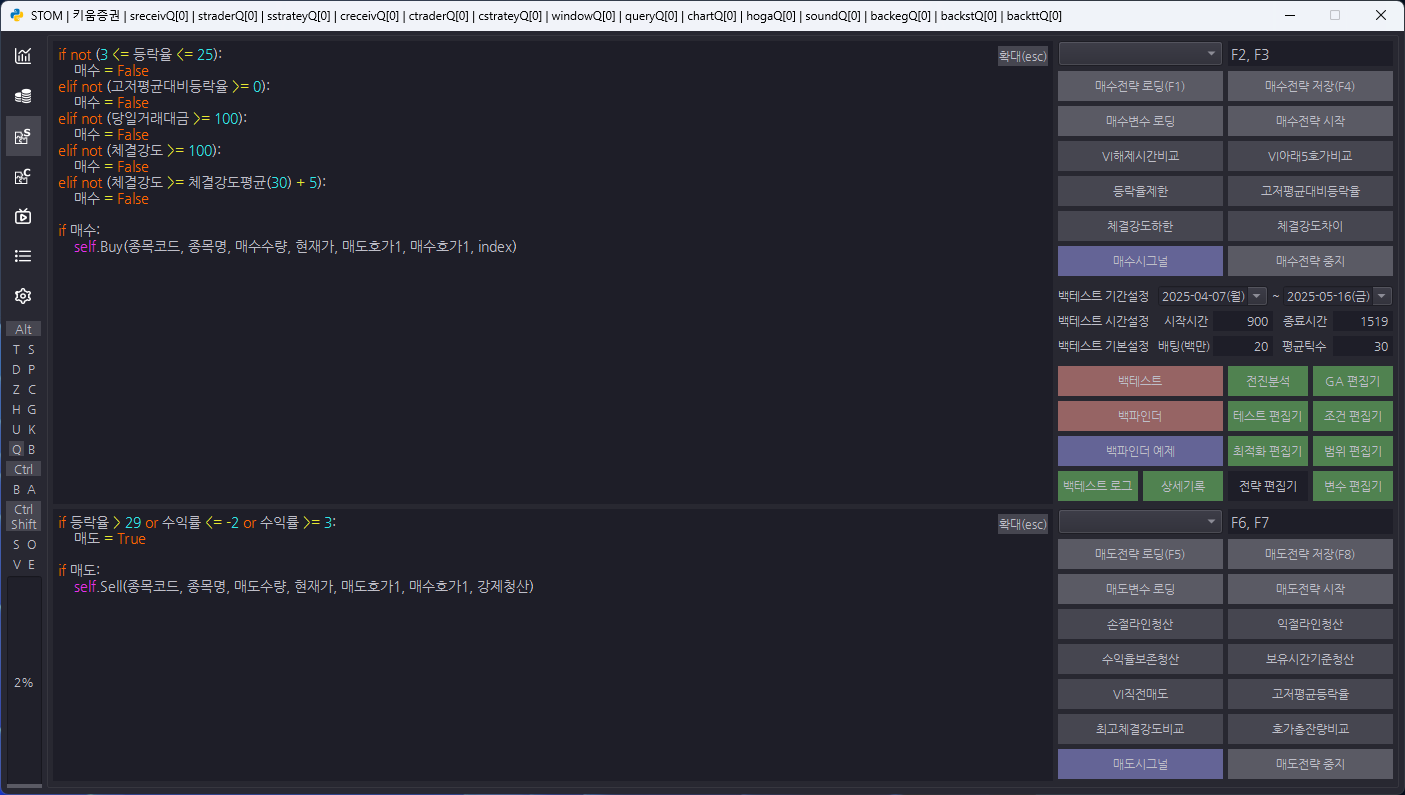 STOM | 키움증권 | sreceivQ[0] | straderQ[0] | sstrateyQ[0] | creceivQ[0] | ctraderQ[0] | cstrateyQ[0] | windowQ[0] | queryQ[0] | chartQ[0] | hogaQ[0] | soundQ[0] | backegQ[0] | backstQ[0] | backttQ[0]
S
C
Alt
T S
D P
Z C
H G
U K
Q B
Ctrl
B A
Ctrl
Shift
S O
V E
2%
if not (3 <= 등락율 <= 25):
매수 = False
elif not (고저평균대비등락율 >= 0):
매수 = False
elif not (당일거래대금 >= 100):
매수 = False
elif not (체결강도 >= 100):
매수 = False
elif not (체결강도 >= 체결강도평균(30) + 5):
매수 = False
if 매수:
self.Buy(종목코드, 종목명, 매수수량, 현재가, 매도호가1, 매수호가1, index)
확대(esc)
F2, F3
매수전략 로딩(F1) 매수전략 저장(F4)
매수변수 로딩 매수전략 시작
VI해제시간비교 VI아래5호가비교
등락율제한 고저평균대비등락율
체결강도하한 체결강도차이
매수시그널 매수전략 중지
백테스트 기간설정 2025-04-07(월) ~ 2025-05-16(금)
백테스트 시간설정 시작시간 900 종료시간 1519
백테스트 기본설정 배팅(백만) 20 평균틱수 30
백테스트 전진분석 GA 편집기
백파인더 테스트 편집기 조건 편집기
백파인더 예제 최적화 편집기 범위 편집기
백테스트 로그 상세기록 전략 편집기 변수 편집기
if 등락율 > 29 or 수익률 <= -2 or 수익률 >= 3:
매도 = True
if 매도:
self.Sell(종목코드, 종목명, 매도수량, 현재가, 매도호가1, 매수호가1, 강제청산)
확대(esc)
F6, F7
매도전략 로딩(F5) 매도전략 저장(F8)
매도변수 로딩 매도전략 시작
손절라인청산 익절라인청산
수익율보존청산 보유시간기준청산
VI직전매도 고저평균등락율
최고체결강도비교 호가총잔량비교
매도시그널 매도전략 중지